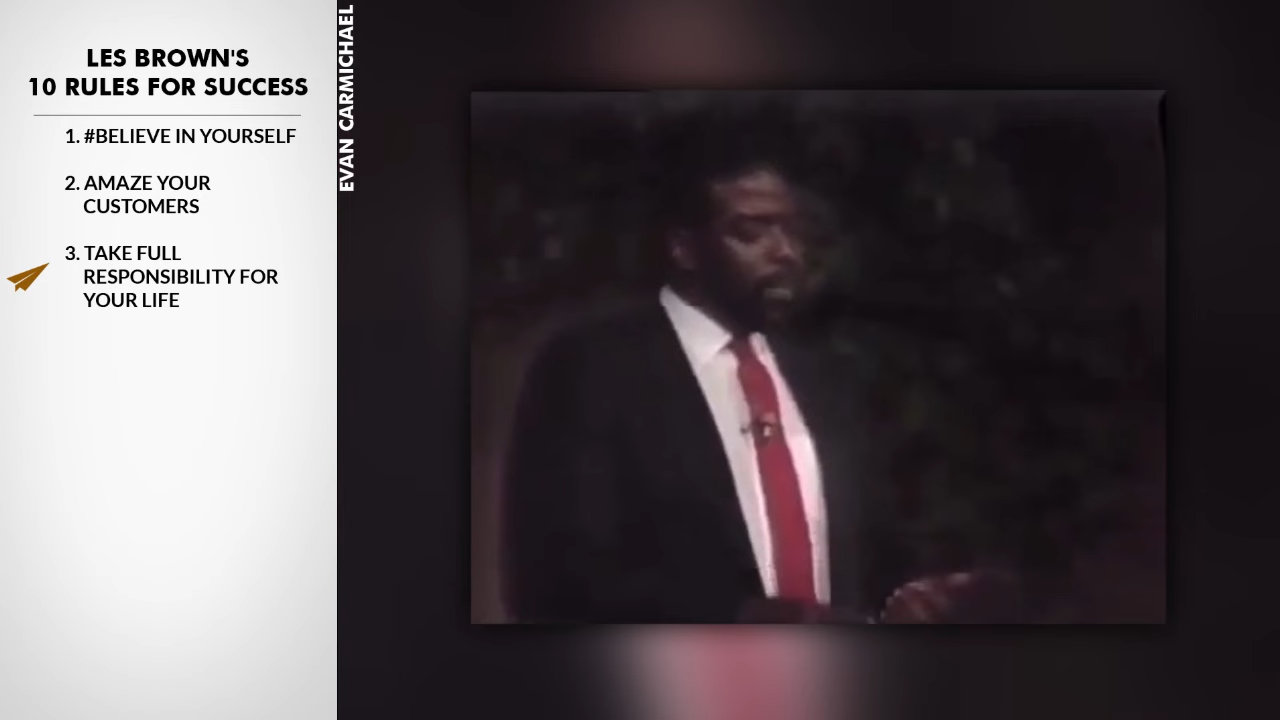 LES BROWN'S
10 RULES FOR SUCCESS
1. #BELIEVE IN YOURSELF
2. AMAZE YOUR
CUSTOMERS
3. TAKE FULL
RESPONSIBILITY FOR
YOUR LIFE
EVAN CARMICHAEL